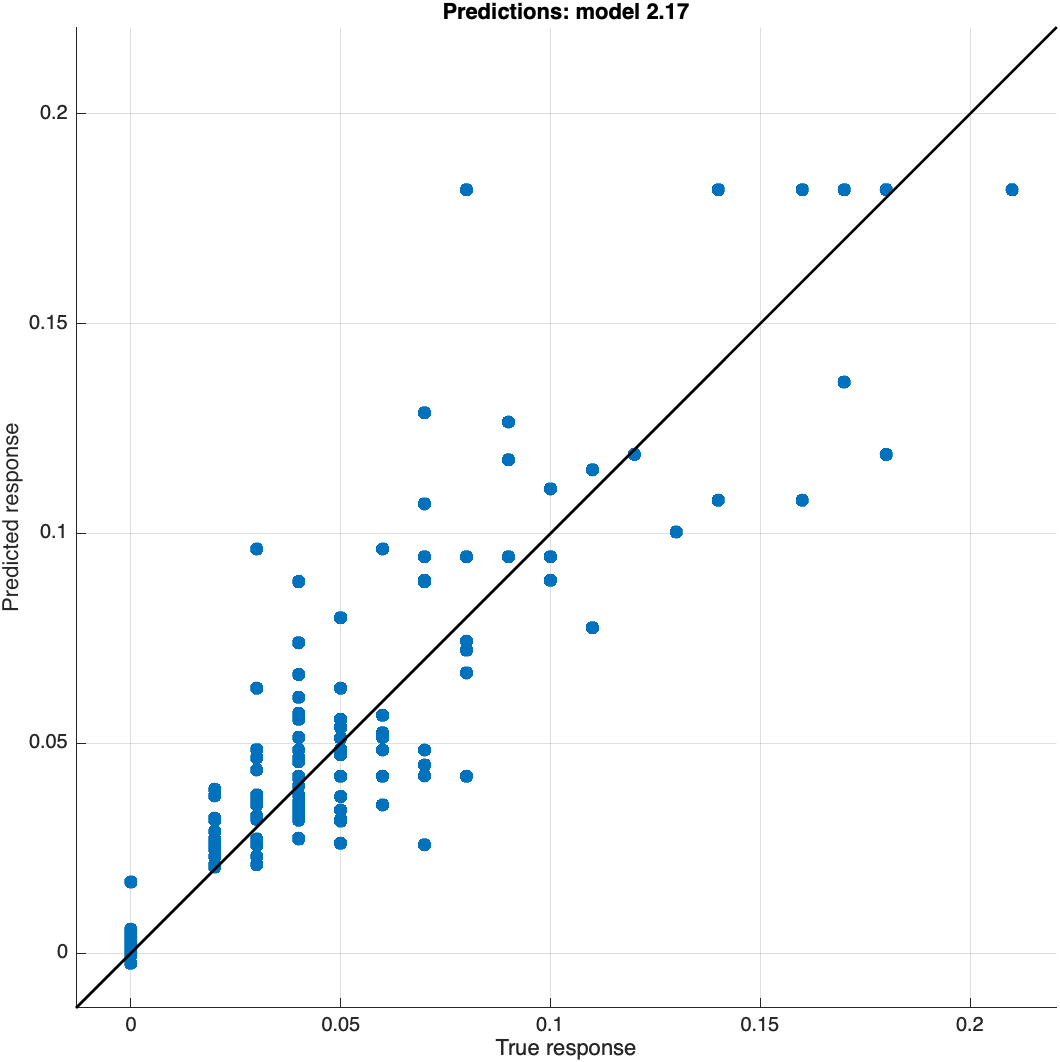 Predictions: model 2.17
0.2
0.15
0.1
0.05
0
Predicted response
0 0.05 0.1 0.15 0.2
True response